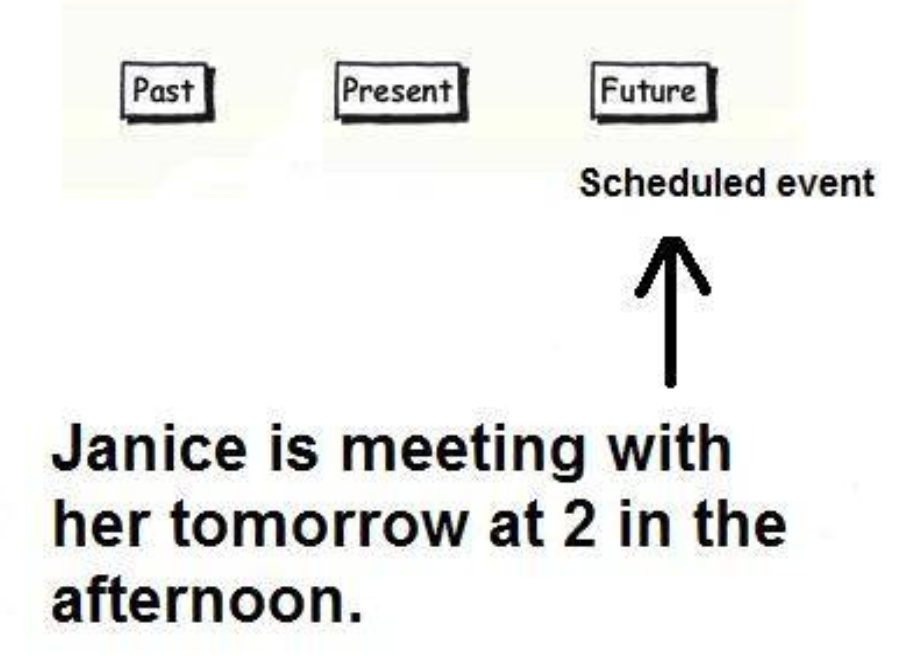 Past Present Future
Scheduled event
Janice is meeting with
her tomorrow at 2 in the
afternoon.